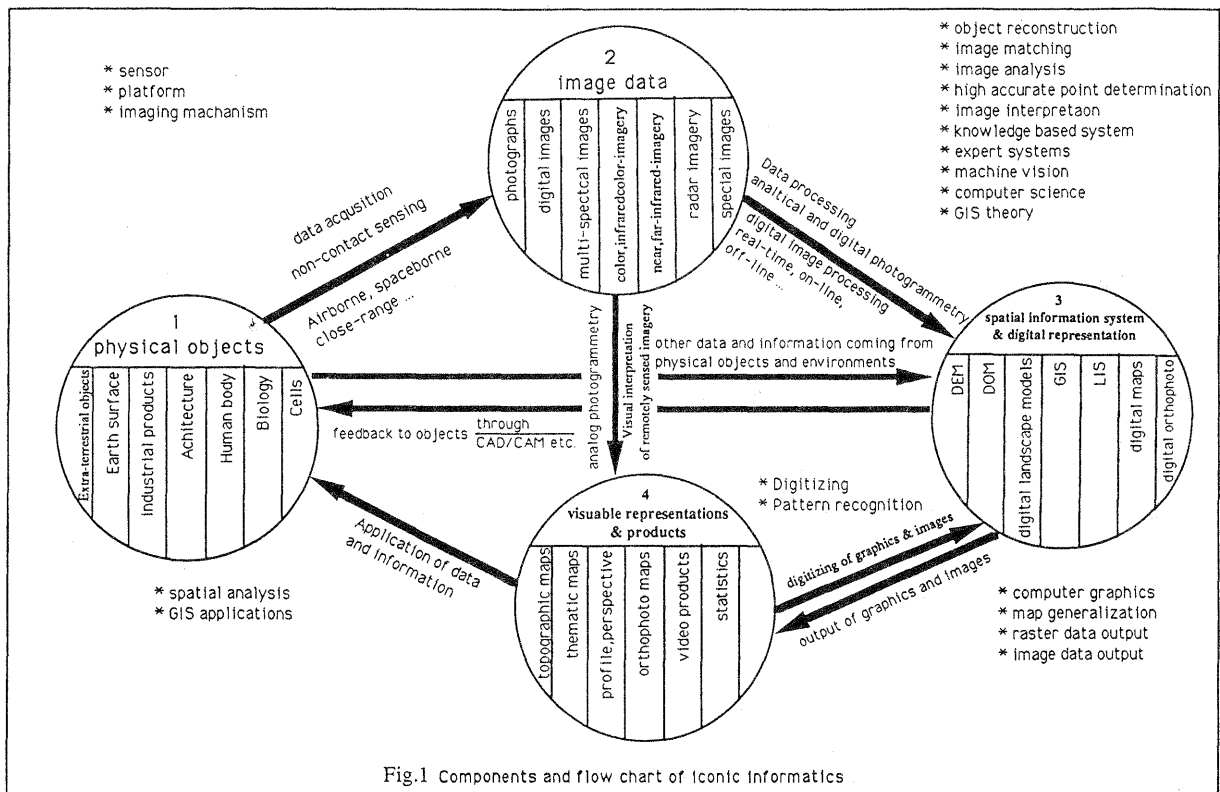 * sensor
* platform
* imaging machanism
2
image data
photographs
digital images
multi-spectcal images
color,infraredcolor-imagery
near,far-infrared-imagery
radar imagery
special images
* object reconstruction
* image matching
* image analysis
* high accurate point determination
* image interpretaon
* knowledge based system
* expert systems
* machine vision
* computer science
* GIS theory
data acqusition
non-contact sensing
Airborne, spaceborne
close-range ...
Data processing
analtical and digital photogrammetry
digital image processing
real-time, on-line,
off-line ...
1
physical objects
Extra-terrestrial objects
Earth surface
industrial products
Achitecture
Human body
Biology
Cells
analog photogrammetry
Visual interpretation
of remotely sensed imagery
other data and information coming from
physical objects and environments
feedback to objects through
CAD/CAM etc.
3
spatial information system
& digital representation
DEM
DOM
digital landscape models
GIS
LIS
digital maps
digital orthophoto
Application of data
and information
* spatial analysis
* GIS applications
4
visuable representations
& products
topographic maps
thematic maps
profile,perspective
orthophoto maps
video products
statistics
* Digitizing
* Pattern recognition
digitizing of graphics & images
output of graphics and images
* computer graphics
* map generalization
* raster data output
* image data output
Fig.1 Components and flow chart of iconic informatics